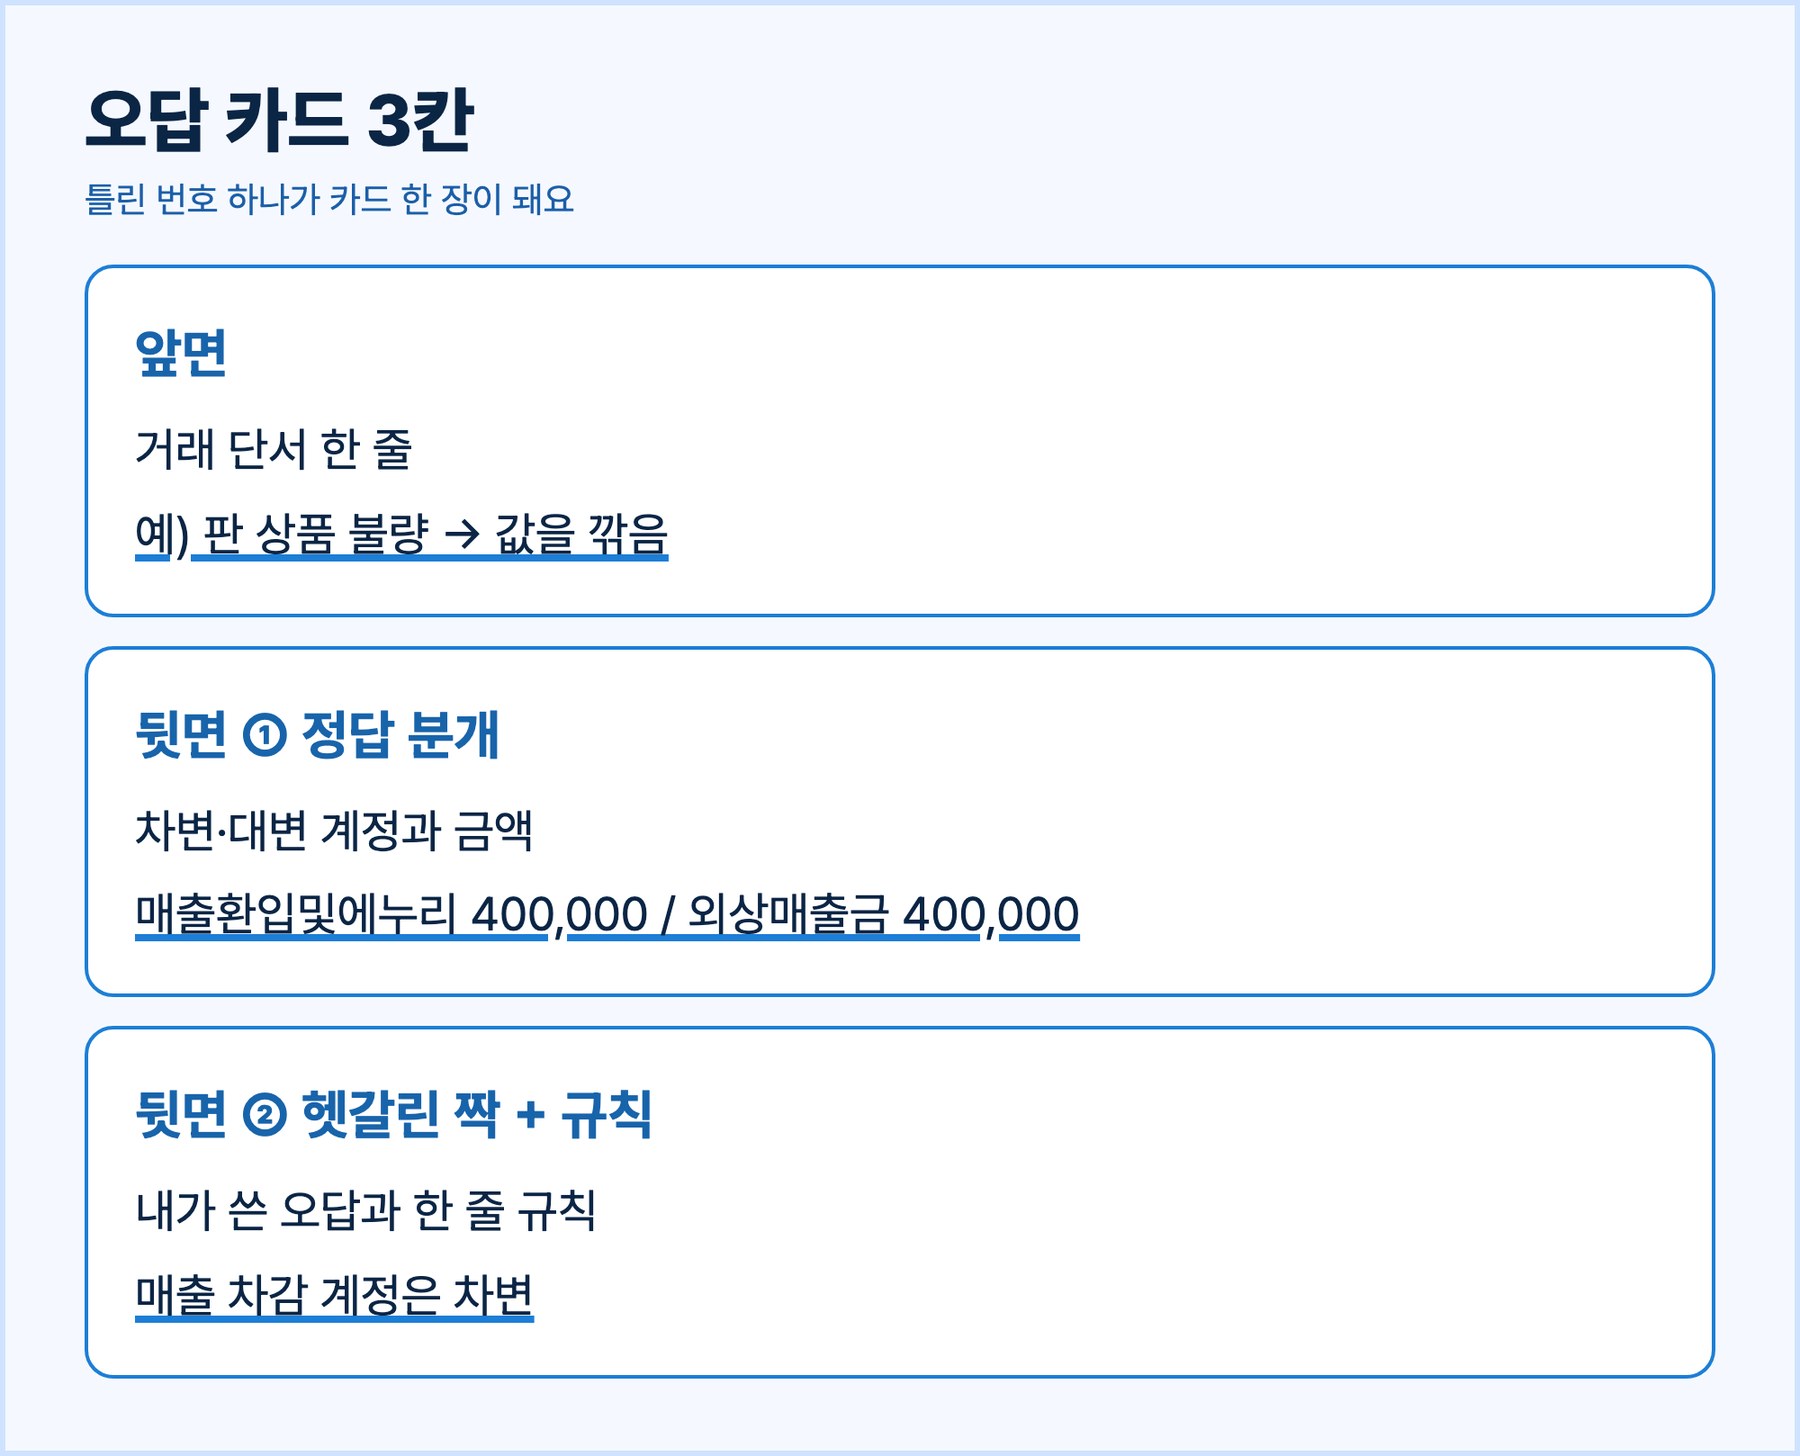 오답 카드 3칸
틀린 번호 하나가 카드 한 장이 돼요
앞면
거래 단서 한 줄
예) 판 상품 불량 → 값을 깎음
뒷면 ① 정답 분개
차변·대변 계정과 금액
매출환입및에누리 400,000 / 외상매출금 400,000
뒷면 ② 헷갈린 짝 + 규칙
내가 쓴 오답과 한 줄 규칙
매출 차감 계정은 차변